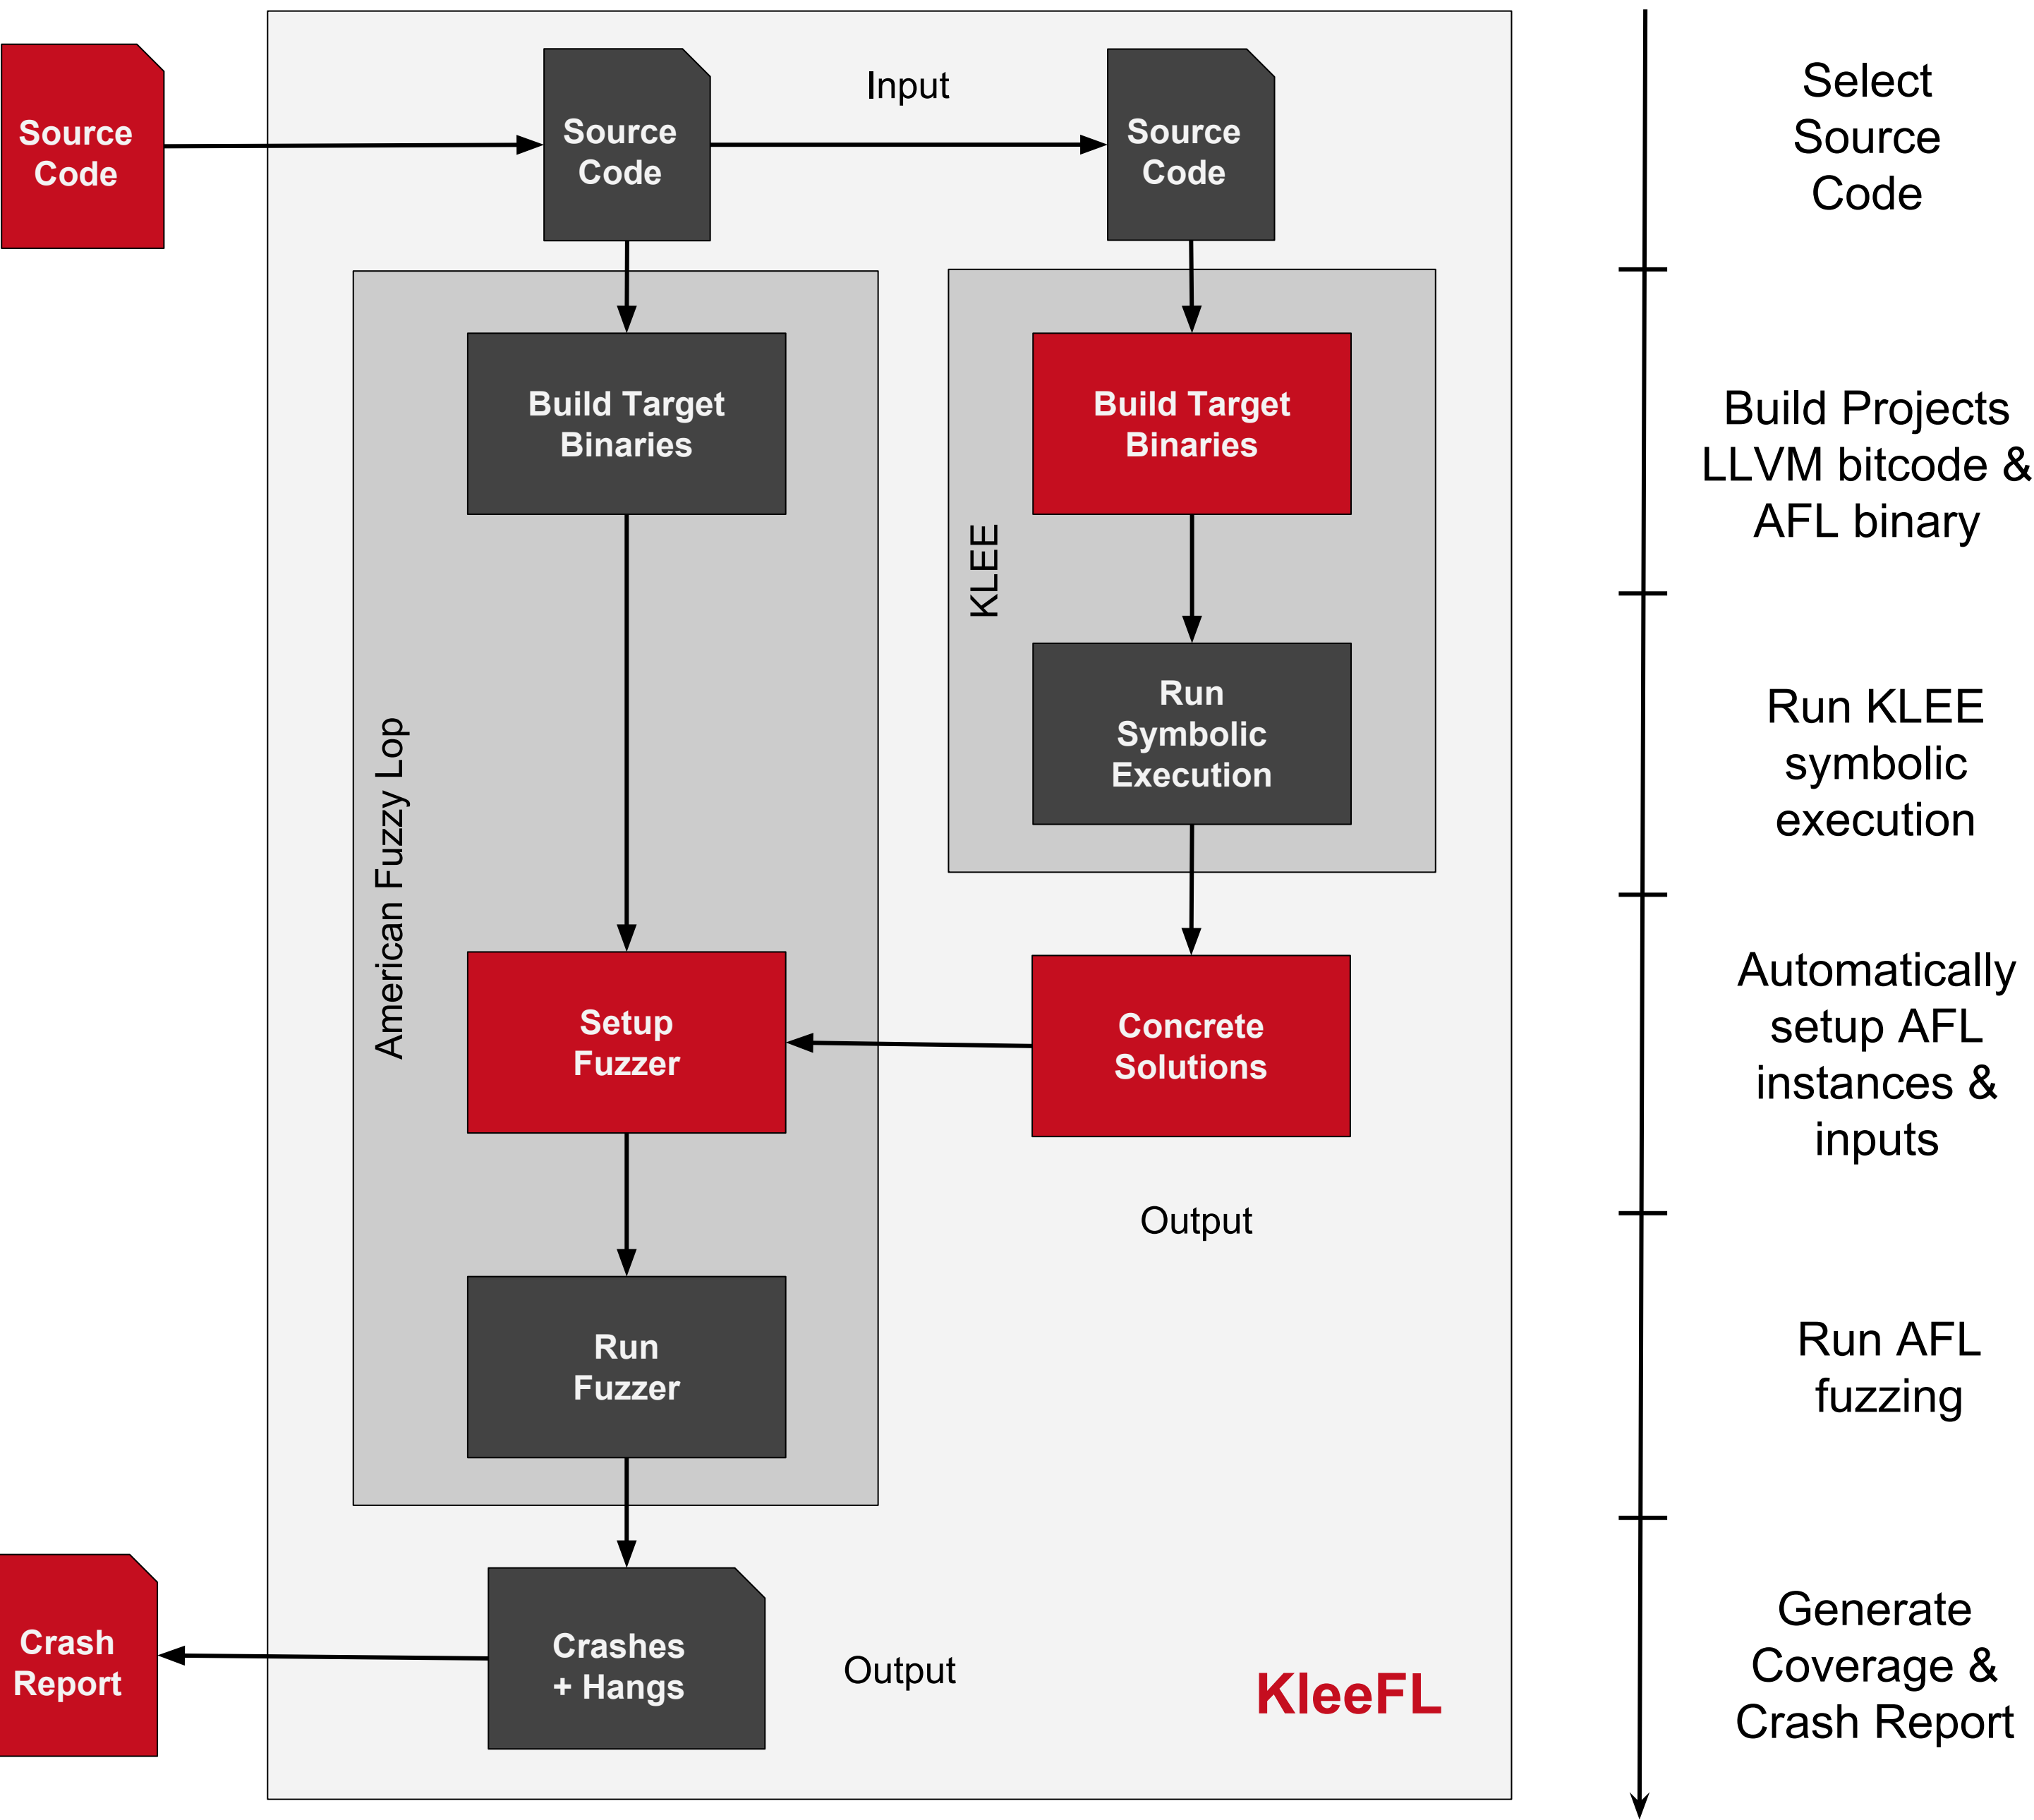 Source
Code
Source
Code
Input
Source
Code
Select
Source
Code
Build Target
Binaries
Build Target
Binaries
Build Projects
LLVM bitcode &
AFL binary
KLEE
Run
Symbolic
Execution
Run KLEE
symbolic
execution
American Fuzzy Lop
Setup
Fuzzer
Concrete
Solutions
Automatically
setup AFL
instances &
inputs
Output
Run
Fuzzer
Run AFL
fuzzing
Crash
Report
Crashes
+ Hangs
Output
KleeFL
Generate
Coverage &
Crash Report